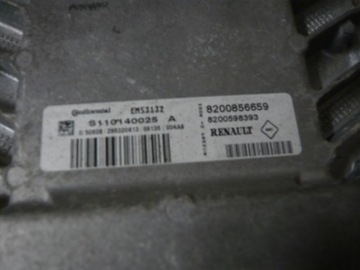 Continental EMS3132
S110140025 A
8200856659
8200598393
RENAULT